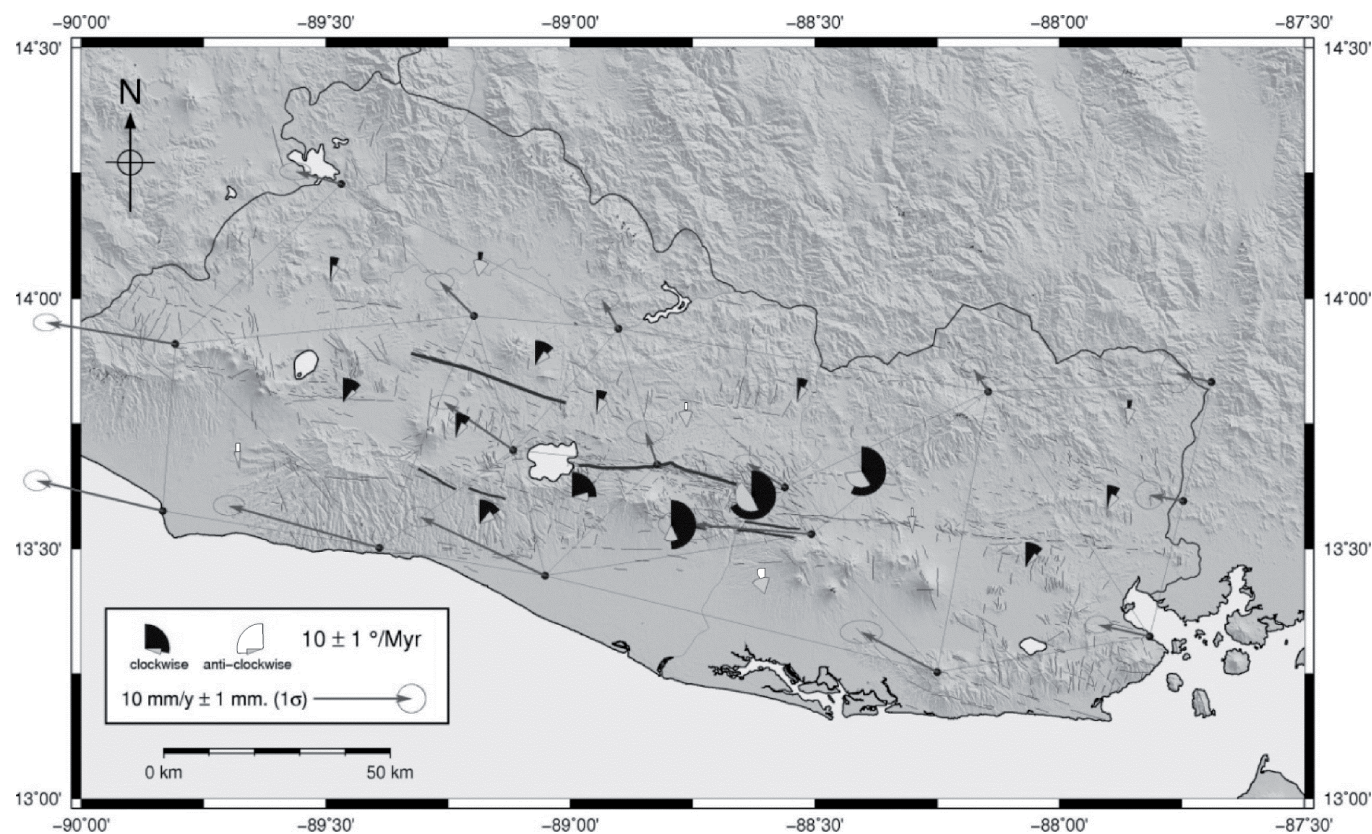 −90°00' −89°30' −89°00' −88°30' −88°00' −87°30'
14°30' 14°30'
N
14°00' 14°00'
13°30' 13°30'
10 ± 1 °/Myr
clockwise anti−clockwise
10 mm/y ± 1 mm. (1σ)
0 km 50 km
13°00' 13°00'
−90°00' −89°30' −89°00' −88°30' −88°00' −87°30'